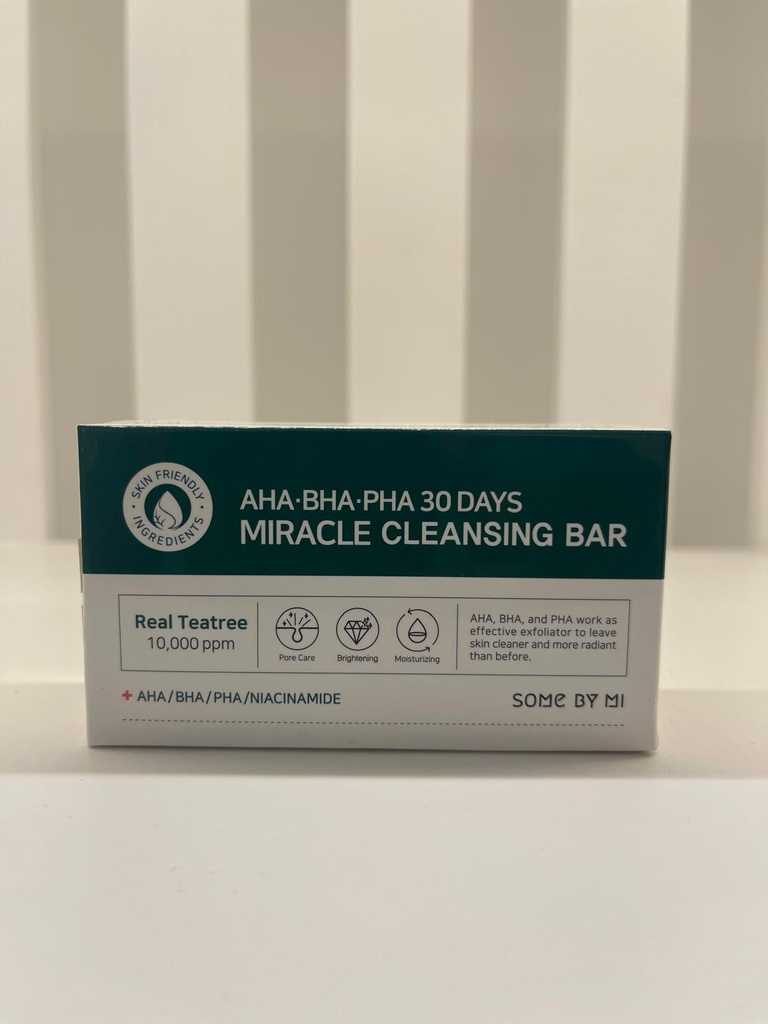 · SKIN FRIENDLY ·
INGREDIENTS
AHA·BHA·PHA 30 DAYS
MIRACLE CLEANSING BAR
Real Teatree
10,000 ppm
Pore Care
Brightening
Moisturizing
AHA, BHA, and PHA work as
effective exfoliator to leave
skin cleaner and more radiant
than before.
+ AHA/BHA/PHA/NIACINAMIDE
SOME BY MI